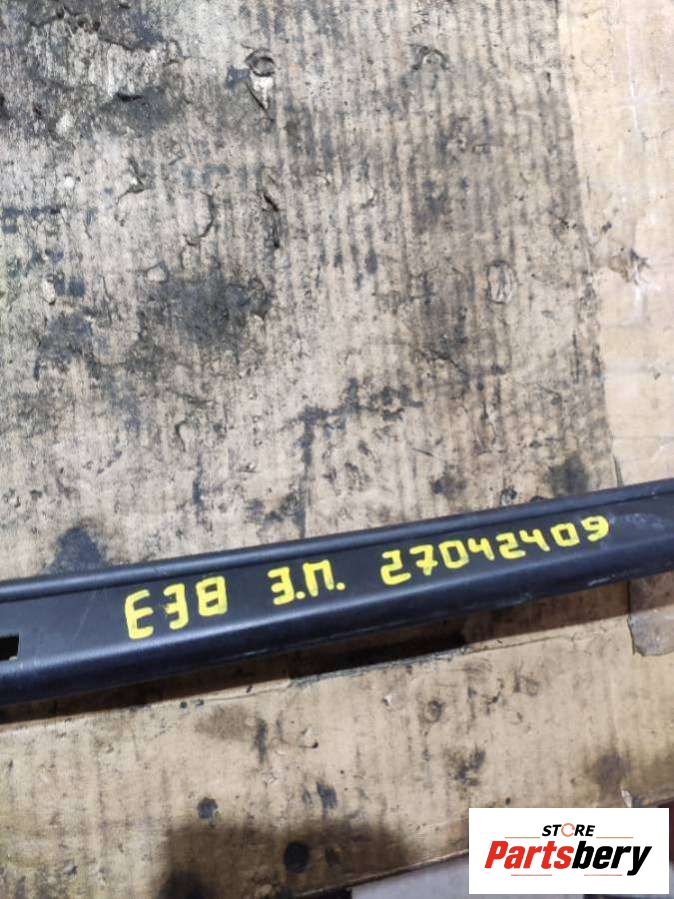 E38 З.П. 27042409
STORE
Partsbery